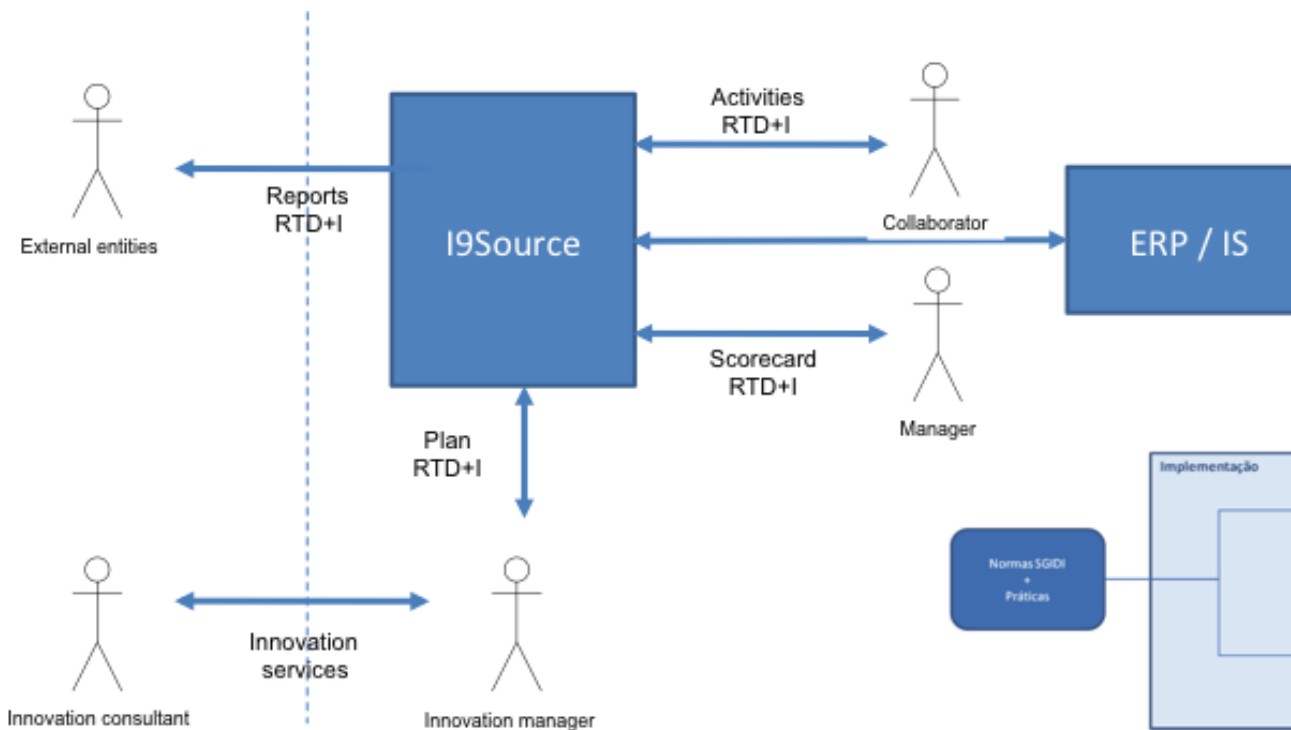 Activities
RTD+I
External entities
Reports
RTD+I
I9Source
Collaborator
ERP / IS
Scorecard
RTD+I
Manager
Plan
RTD+I
Implementação
Normas SGIDI
+
Práticas
Innovation
services
Innovation consultant
Innovation manager